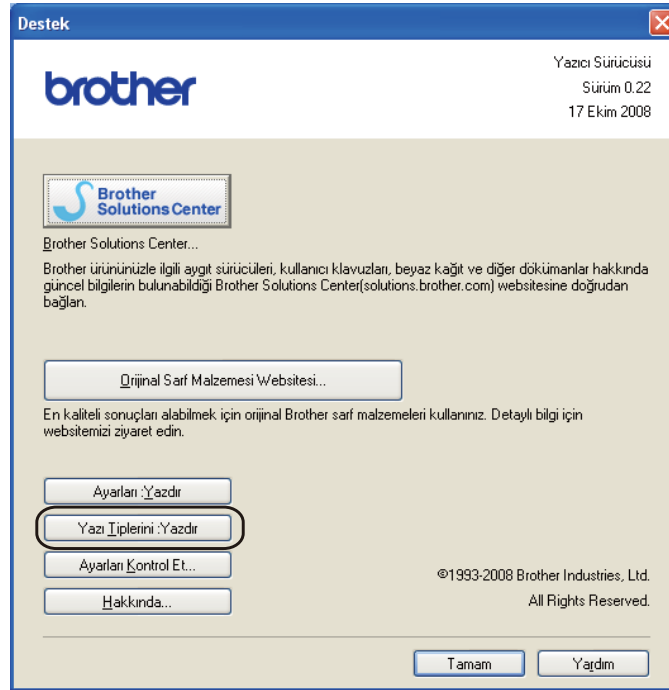 Destek
brother
Yazıcı Sürücüsü
Sürüm 0.22
17 Ekim 2008
Brother
Solutions Center
Brother Solutions Center...
Brother ürününüzle ilgili aygıt sürücüleri, kullanıcı klavuzları, beyaz kağıt ve diğer dökümanlar hakkında
güncel bilgilerin bulunabildiği Brother Solutions Center(solutions.brother.com) websitesine doğrudan
bağlan.
Orijinal Sarf Malzemesi Websitesi...
En kaliteli sonuçları alabilmek için orijinal Brother sarf malzemeleri kullanınız. Detaylı bilgi için
websitemizi ziyaret edin.
Ayarları :Yazdır
Yazı Tiplerini :Yazdır
Ayarları Kontrol Et...
Hakkında...
©1993-2008 Brother Industries, Ltd.
All Rights Reserved.
Tamam
Yardım